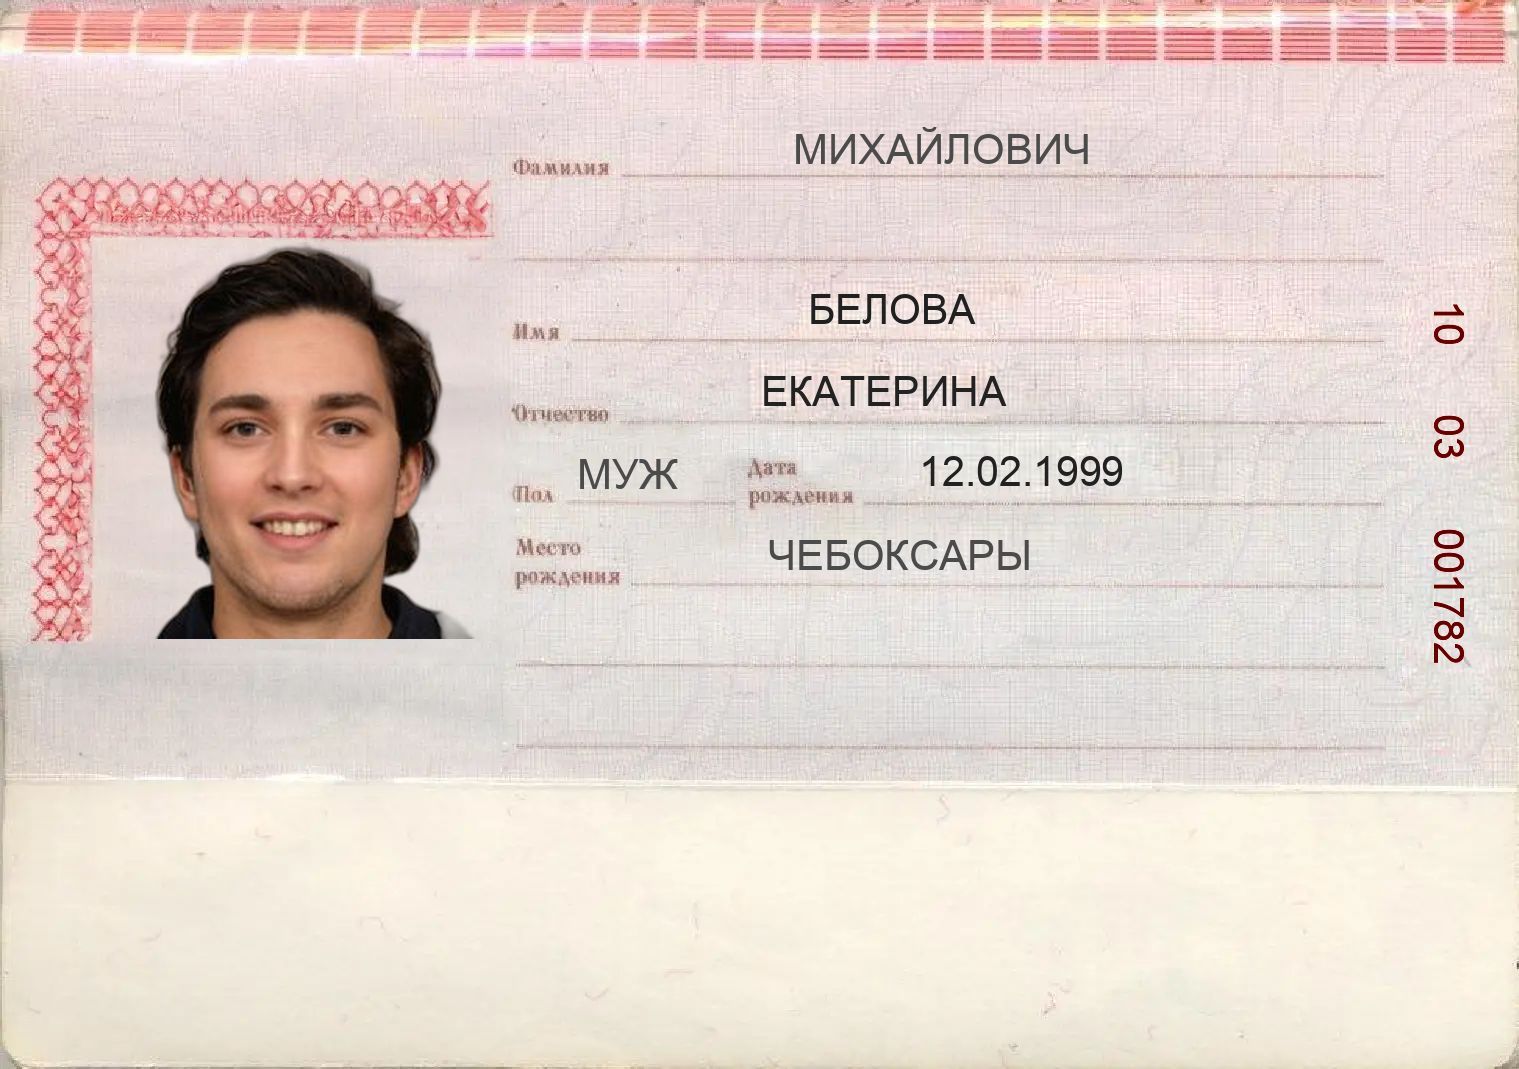 Фамилия МИХАЙЛОВИЧ
Имя БЕЛОВА
Отчество ЕКАТЕРИНА
Пол МУЖ Дата рождения 12.02.1999
Место рождения ЧЕБОКСАРЫ
10 03 001782